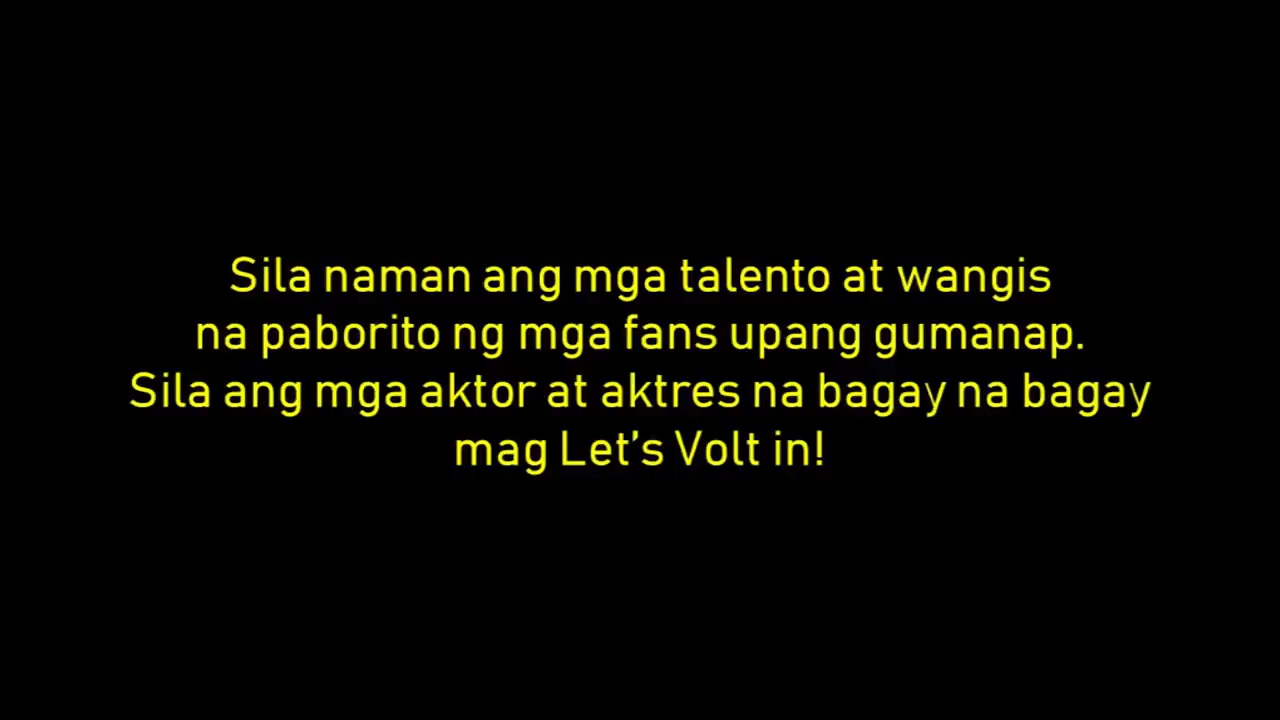 Sila naman ang mga talento at wangis
na paborito ng mga fans upang gumanap.
Sila ang mga aktor at aktres na bagay na bagay
mag Let’s Volt in!